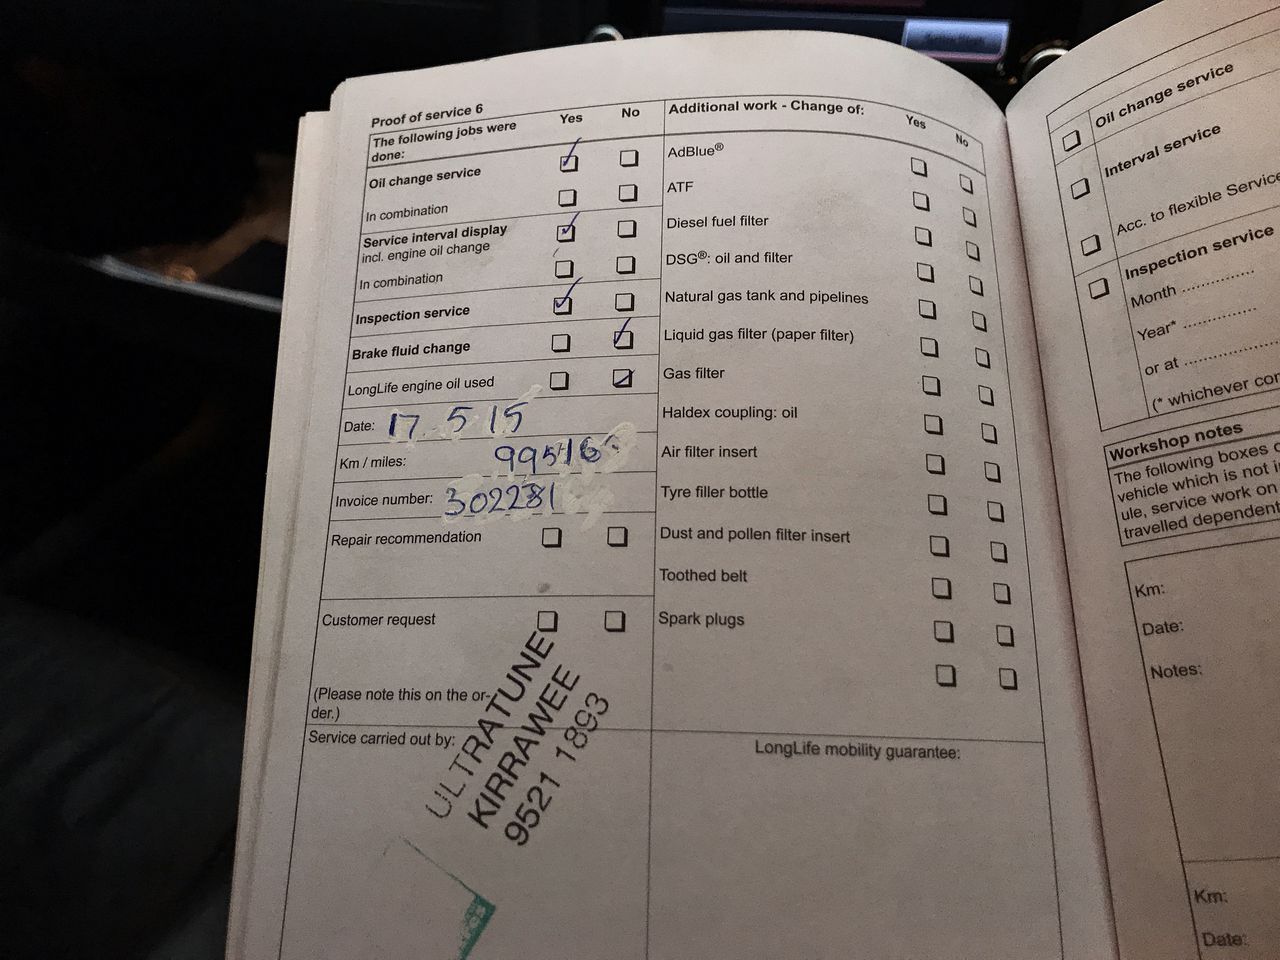 Proof of service 6
The following jobs were done: Yes No
Oil change service
In combination
Service interval display
incl. engine oil change
In combination
Inspection service
Brake fluid change
LongLife engine oil used
Date: 17 5 15
Km / miles:
Invoice number: 302281
Repair recommendation
Customer request
(Please note this on the or-
der.)
Service carried out by:
ULTRATUNE
KIRRAWEE
9521 1893
Additional work - Change of: Yes No
AdBlue®
ATF
Diesel fuel filter
DSG®: oil and filter
Natural gas tank and pipelines
Liquid gas filter (paper filter)
Gas filter
Haldex coupling: oil
Air filter insert
Tyre filler bottle
Dust and pollen filter insert
Toothed belt
Spark plugs
LongLife mobility guarantee:
Oil change service
Interval service
Acc. to flexible Service
Inspection service
Month ..............
Year* ..............
or at ..............
(* whichever
Workshop notes
The following boxes
vehicle which is not
ule, service work on
travelled dependent
Km:
Date:
Notes:
Km:
Date: